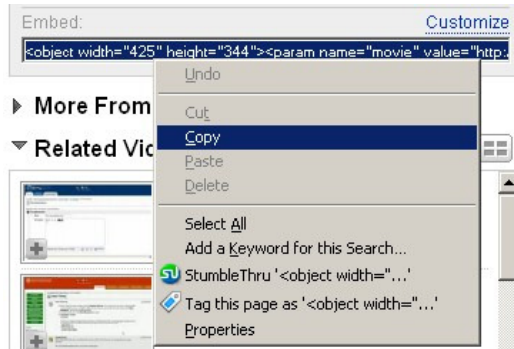 Embed: Customize
<object width="425" height="344"><param name="movie" value="http:
Undo
More From
Cut
Copy
Related Vid
Paste
Delete
Select All
Add a Keyword for this Search...
StumbleThru '<object width="...'
Tag this page as '<object width="...'
Properties